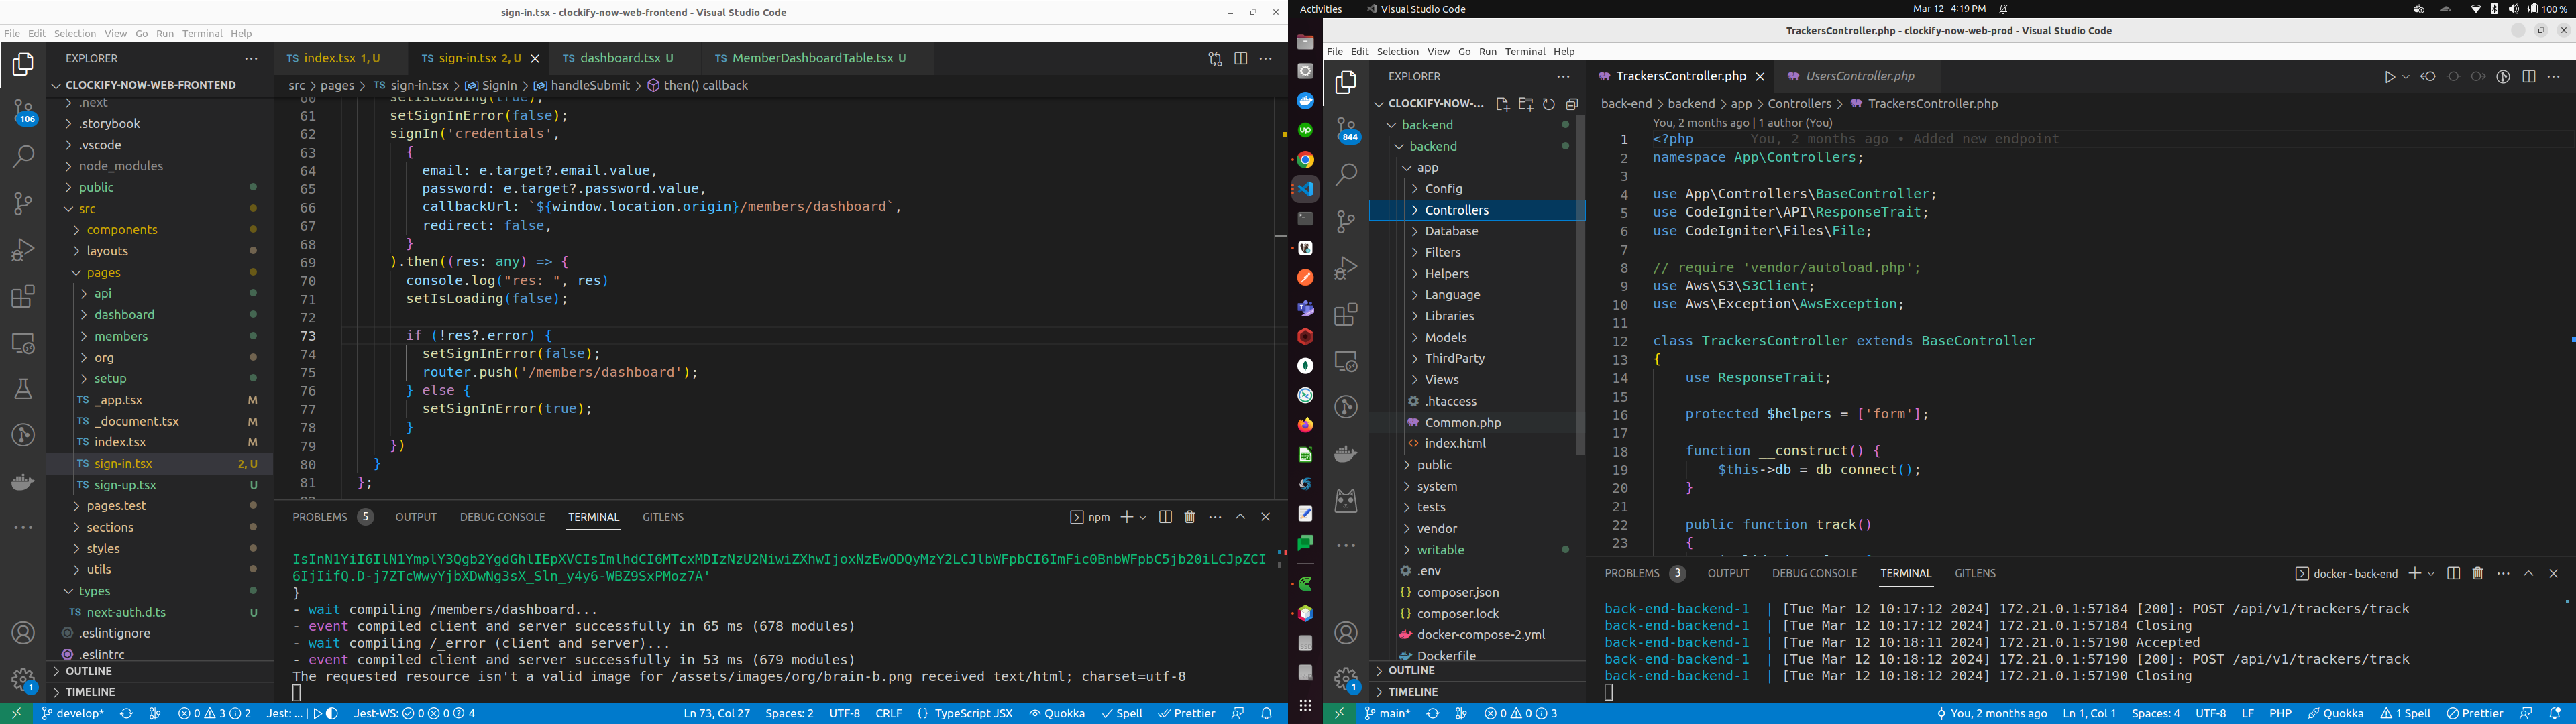 sign-in.tsx - clockify-now-web-frontend - Visual Studio Code
File Edit Selection View Go Run Terminal Help
EXPLORER
CLOCKIFY-NOW-WEB-FRONTEND
.next
.storybook
.vscode
node_modules
public
src
components
layouts
pages
api
dashboard
members
org
setup
TS _app.tsx M
TS _document.tsx M
TS index.tsx M
TS sign-in.tsx 2, U
TS sign-up.tsx U
pages.test
sections
styles
utils
types
TS next-auth.d.ts U
.eslintignore
.eslintrc
OUTLINE
TIMELINE
106
1
TS index.tsx 1, U
TS sign-in.tsx 2, U
TS dashboard.tsx U
TS MemberDashboardTable.tsx U
src > pages > TS sign-in.tsx > SignIn > handleSubmit > then() callback
60 setIsLoading(true);
61 setSignInError(false);
62 signIn('credentials',
63 {
64 email: e.target?.email.value,
65 password: e.target?.password.value,
66 callbackUrl: `${window.location.origin}/members/dashboard`,
67 redirect: false,
68 }
69 ).then((res: any) => {
70 console.log("res: ", res)
71 setIsLoading(false);
72
73 if (!res?.error) {
74 setSignInError(false);
75 router.push('/members/dashboard');
76 } else {
77 setSignInError(true);
78 }
79 })
80 }
81 };
82
PROBLEMS 5 OUTPUT DEBUG CONSOLE TERMINAL GITLENS
npm
}
- wait compiling /members/dashboard...
- event compiled client and server successfully in 65 ms (678 modules)
- wait compiling /_error (client and server)...
- event compiled client and server successfully in 53 ms (679 modules)
The requested resource isn't a valid image for /assets/images/org/brain-b.png received text/html; charset=utf-8
develop* 0 3 2 Jest: ... | Jest-WS: 0 0 4 Ln 73, Col 27 Spaces: 2 UTF-8 CRLF {} TypeScript JSX Quokka Spell Prettier
Activities Visual Studio Code Mar 12 4:19 PM 100 %
TrackersController.php - clockify-now-web-prod - Visual Studio Code
File Edit Selection View Go Run Terminal Help
EXPLORER
CLOCKIFY-NOW-...
back-end
backend
app
Config
Controllers
Database
Filters
Helpers
Language
Libraries
Models
ThirdParty
Views
.htaccess
Common.php
index.html
public
system
tests
vendor
writable
.env
composer.json
composer.lock
docker-compose-2.yml
Dockerfile
OUTLINE
TIMELINE
844
1
TrackersController.php
UsersController.php
back-end > backend > app > Controllers > TrackersController.php
You, 2 months ago | 1 author (You)
1 <?php You, 2 months ago • Added new endpoint
2 namespace App\Controllers;
3
4 use App\Controllers\BaseController;
5 use CodeIgniter\API\ResponseTrait;
6 use CodeIgniter\Files\File;
7
8 // require 'vendor/autoload.php';
9 use Aws\S3\S3Client;
10 use Aws\Exception\AwsException;
11
12 class TrackersController extends BaseController
13 {
14 use ResponseTrait;
15
16 protected $helpers = ['form'];
17
18 function __construct() {
19 $this->db = db_connect();
20 }
21
22 public function track()
23 {
PROBLEMS 3 OUTPUT DEBUG CONSOLE TERMINAL GITLENS
docker - back-end
back-end-backend-1 | [Tue Mar 12 10:17:12 2024] 172.21.0.1:57184 [200]: POST /api/v1/trackers/track
back-end-backend-1 | [Tue Mar 12 10:17:12 2024] 172.21.0.1:57184 Closing
back-end-backend-1 | [Tue Mar 12 10:18:11 2024] 172.21.0.1:57190 Accepted
back-end-backend-1 | [Tue Mar 12 10:18:12 2024] 172.21.0.1:57190 [200]: POST /api/v1/trackers/track
back-end-backend-1 | [Tue Mar 12 10:18:12 2024] 172.21.0.1:57190 Closing
main* 0 0 3 You, 2 months ago Ln 1, Col 1 Spaces: 4 UTF-8 LF PHP Quokka 1 Spell Prettier